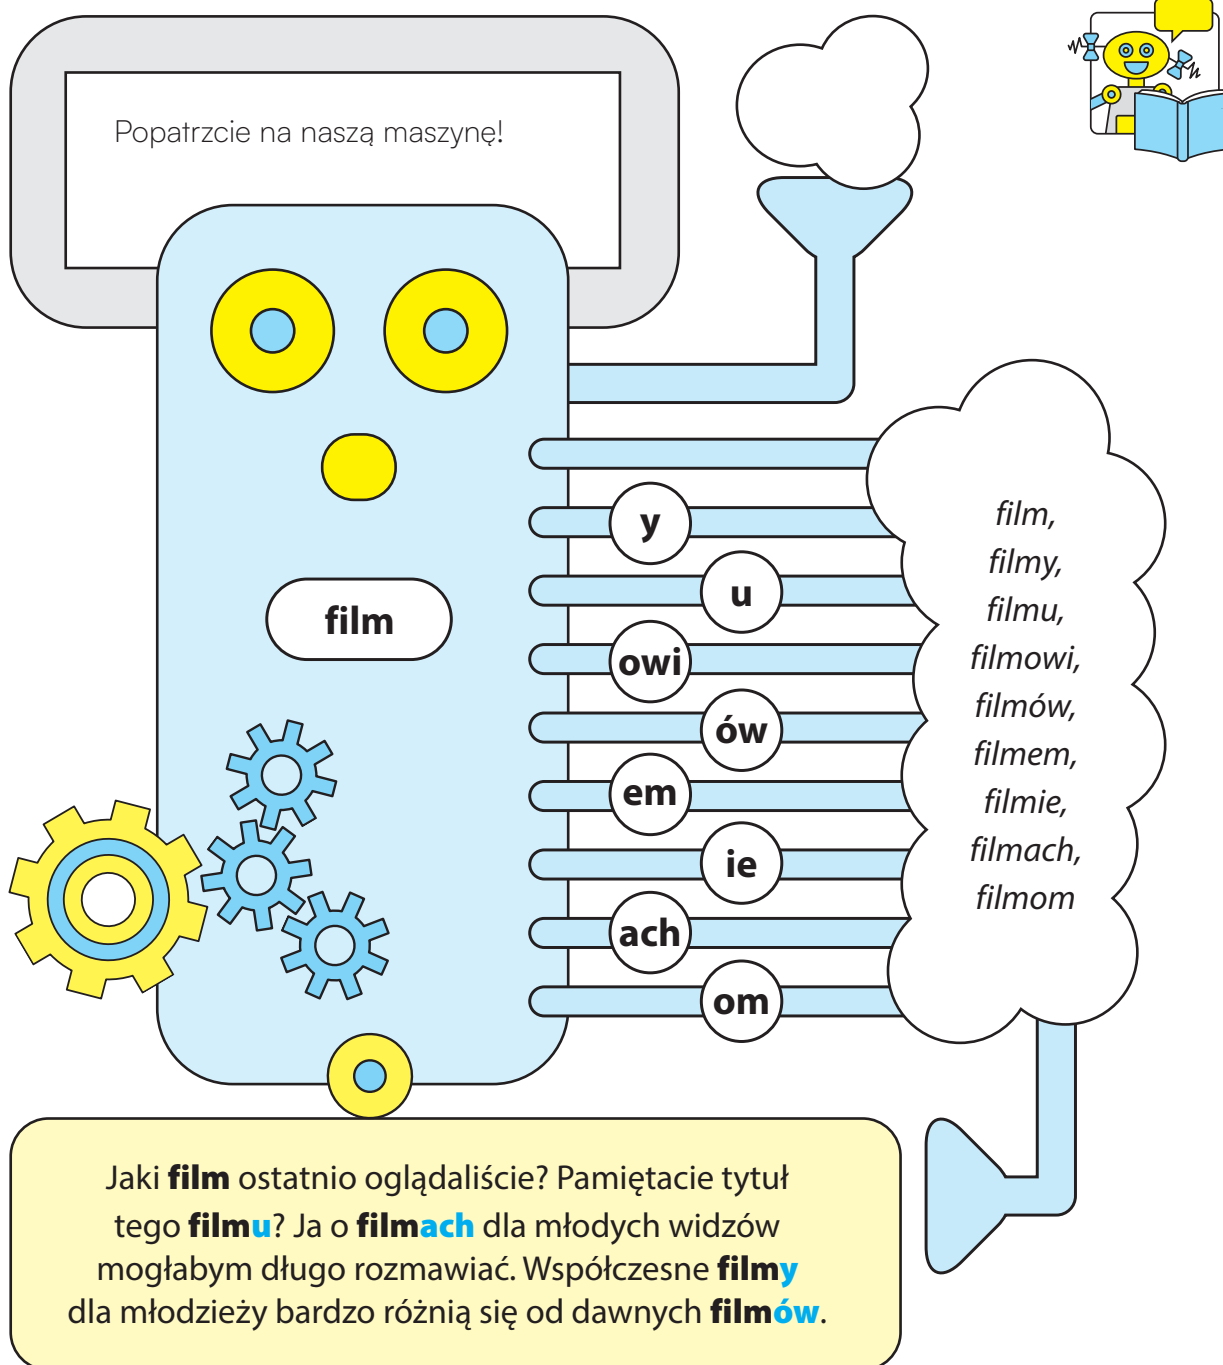 Popatrzcie na naszą maszynę!
film
y
u
owi
ów
em
ie
ach
om
film,
filmy,
filmu,
filmowi,
filmów,
filmem,
filmie,
filmach,
filmom
Jaki film ostatnio oglądaliście? Pamiętacie tytuł
tego filmu? Ja o filmach dla młodych widzów
mogłabym długo rozmawiać. Współczesne filmy
dla młodzieży bardzo różnią się od dawnych filmów.